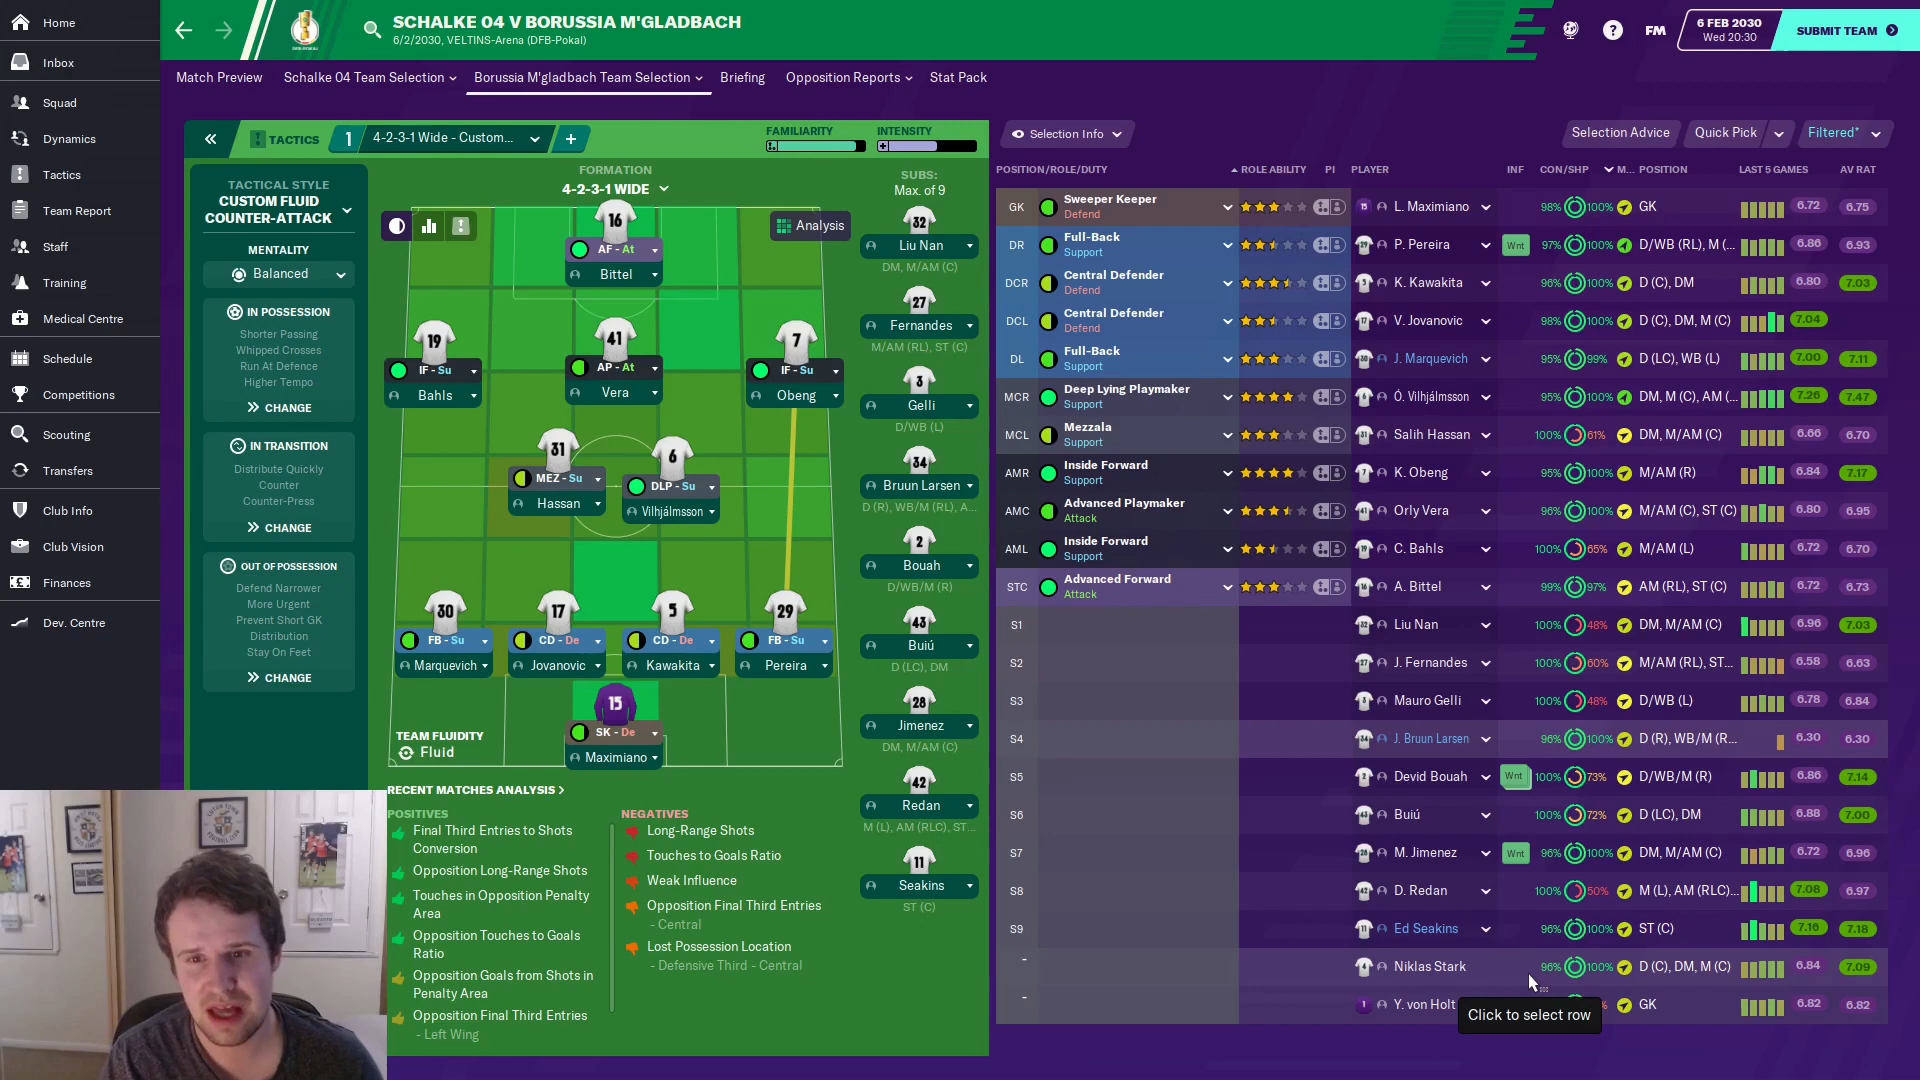 Home
Inbox
Squad
Dynamics
Tactics
Team Report
Staff
Training
Medical Centre
Schedule
Competitions
Scouting
Transfers
Club Info
Club Vision
Finances
Dev. Centre
SCHALKE 04 V BORUSSIA M'GLADBACH
6/2/2030, VELTINS-Arena (DFB-Pokal)
FM
6 FEB 2030
Wed 20:30
SUBMIT TEAM
Match Preview
Schalke 04 Team Selection
Borussia M'gladbach Team Selection
Briefing
Opposition Reports
Stat Pack
TACTICS
1
4-2-3-1 Wide - Custom...
FAMILIARITY
INTENSITY
TACTICAL STYLE
CUSTOM FLUID
COUNTER-ATTACK
MENTALITY
Balanced
IN POSSESSION
Shorter Passing
Whipped Crosses
Run At Defence
Higher Tempo
CHANGE
IN TRANSITION
Distribute Quickly
Counter
Counter-Press
CHANGE
OUT OF POSSESSION
Defend Narrower
More Urgent
Prevent Short GK
Distribution
Stay On Feet
CHANGE
FORMATION
4-2-3-1 WIDE
Analysis
16
AF - At
Bittel
19
IF - Su
Bahls
41
AP - At
Vera
7
IF - Su
Obeng
31
MEZ - Su
Hassan
6
DLP - Su
Vilhjálmsson
30
FB - Su
Marquevich
17
CD - De
Jovanovic
5
CD - De
Kawakita
29
FB - Su
Pereira
15
SK - De
Maximiano
TEAM FLUIDITY
Fluid
SUBS:
Max. of 9
32
Liu Nan
DM, M/AM (C)
27
Fernandes
M/AM (RL), ST (C)
3
Gelli
D/WB (L)
34
Bruun Larsen
D (R), WB/M (RL), A...
2
Bouah
D/WB/M (R)
43
Buiú
D (LC), DM
28
Jimenez
DM, M/AM (C)
42
Redan
M (L), AM (RLC), ST...
11
Seakins
ST (C)
RECENT MATCHES ANALYSIS
POSITIVES
Final Third Entries to Shots
Conversion
Opposition Long-Range Shots
Touches in Opposition Penalty
Area
Opposition Touches to Goals
Ratio
Opposition Goals from Shots in
Penalty Area
Opposition Final Third Entries
- Left Wing
NEGATIVES
Long-Range Shots
Touches to Goals Ratio
Weak Influence
Opposition Final Third Entries
- Central
Lost Possession Location
- Defensive Third - Central
Selection Info
Selection Advice
Quick Pick
Filtered*
POSITION/ROLE/DUTY ROLE ABILITY PI PLAYER INF CON/SHP M... POSITION LAST 5 GAMES AV RAT
GK Sweeper Keeper Defend L. Maximiano 98% 100% GK 6.72 6.75
DR Full-Back Support P. Pereira Wnt 97% 100% D/WB (RL), M (... 6.86 6.93
DCR Central Defender Defend K. Kawakita 96% 100% D (C), DM 6.80 7.03
DCL Central Defender Defend V. Jovanovic 98% 100% D (C), DM, M (C) 7.04
DL Full-Back Support J. Marquevich 95% 99% D (LC), WB (L) 7.00 7.11
MCR Deep Lying Playmaker Support Ó. Vilhjálmsson 95% 100% DM, M (C), AM (... 7.26 7.47
MCL Mezzala Support Salih Hassan 100% 61% DM, M/AM (C) 6.66 6.70
AMR Inside Forward Support K. Obeng 95% 100% M/AM (R) 6.84 7.17
AMC Advanced Playmaker Attack Orly Vera 96% 100% M/AM (C), ST (C) 6.80 6.95
AML Inside Forward Support C. Bahls 100% 65% M/AM (L) 6.72 6.70
STC Advanced Forward Attack A. Bittel 99% 97% AM (RL), ST (C) 6.72 6.73
S1 Liu Nan 100% 48% DM, M/AM (C) 6.96 7.03
S2 J. Fernandes 100% 60% M/AM (RL), ST... 6.58 6.63
S3 Mauro Gelli 100% 48% D/WB (L) 6.78 6.84
S4 J. Bruun Larsen 96% 100% D (R), WB/M (R... 6.30 6.30
S5 Devid Bouah Wnt 100% 73% D/WB/M (R) 6.86 7.14
S6 Buiú 100% 72% D (LC), DM 6.88 7.00
S7 M. Jimenez Wnt 96% 100% DM, M/AM (C) 6.72 6.96
S8 D. Redan 100% 50% M (L), AM (RLC)... 7.08 6.97
S9 Ed Seakins 96% 100% ST (C) 7.16 7.18
- Niklas Stark 96% 100% D (C), DM, M (C) 6.84 7.09
- Y. von Holt GK 6.82 6.82
Click to select row